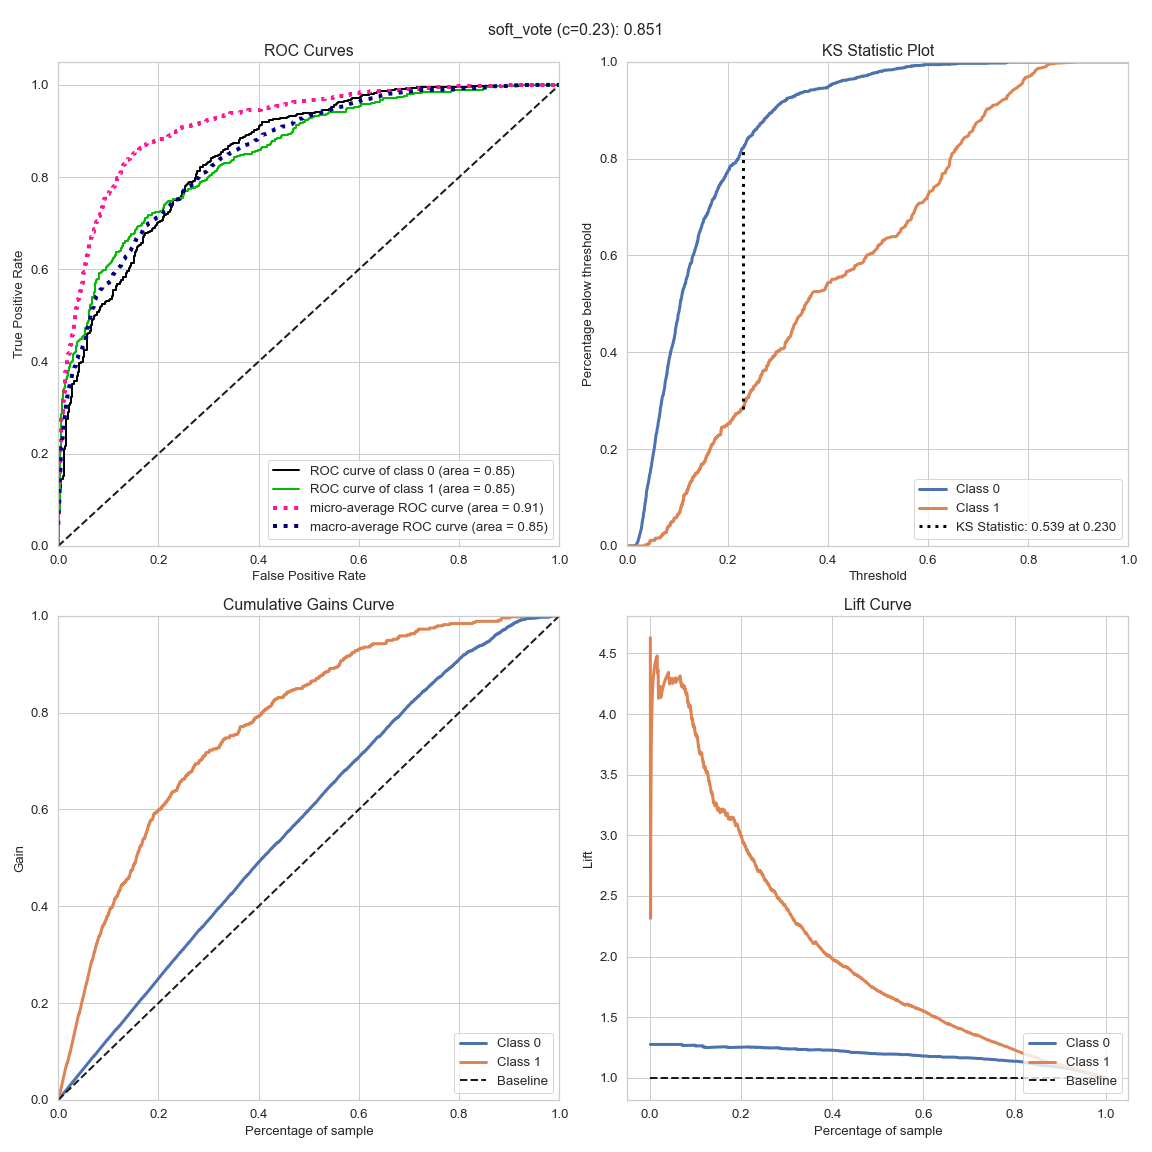 soft_vote (c=0.23): 0.851
ROC Curves
True Positive Rate
1.0
0.8
0.6
0.4
0.2
0.0
0.0 0.2 0.4 0.6 0.8 1.0
False Positive Rate
ROC curve of class 0 (area = 0.85)
ROC curve of class 1 (area = 0.85)
micro-average ROC curve (area = 0.91)
macro-average ROC curve (area = 0.85)
KS Statistic Plot
Percentage below threshold
1.0
0.8
0.6
0.4
0.2
0.0
0.0 0.2 0.4 0.6 0.8 1.0
Threshold
Class 0
Class 1
KS Statistic: 0.539 at 0.230
Cumulative Gains Curve
Gain
1.0
0.8
0.6
0.4
0.2
0.0
0.0 0.2 0.4 0.6 0.8 1.0
Percentage of sample
Class 0
Class 1
Baseline
Lift Curve
Lift
4.5
4.0
3.5
3.0
2.5
2.0
1.5
1.0
0.0 0.2 0.4 0.6 0.8 1.0
Percentage of sample
Class 0
Class 1
Baseline